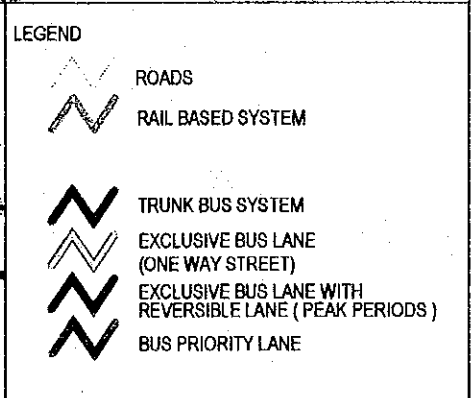 LEGEND
ROADS
RAIL BASED SYSTEM
TRUNK BUS SYSTEM
EXCLUSIVE BUS LANE
(ONE WAY STREET)
EXCLUSIVE BUS LANE WITH
REVERSIBLE LANE ( PEAK PERIODS )
BUS PRIORITY LANE